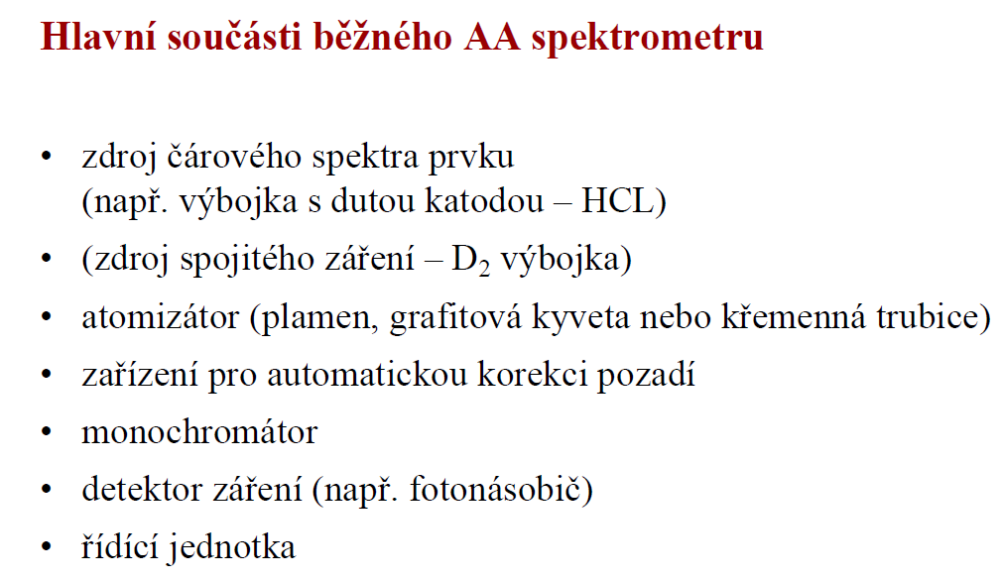 Hlavní součásti běžného AA spektrometru
• zdroj čárového spektra prvku
(např. výbojka s dutou katodou – HCL)
• (zdroj spojitého záření – D₂ výbojka)
• atomizátor (plamen, grafitová kyveta nebo křemenná trubice)
• zařízení pro automatickou korekci pozadí
• monochromátor
• detektor záření (např. fotonásobič)
• řídící jednotka